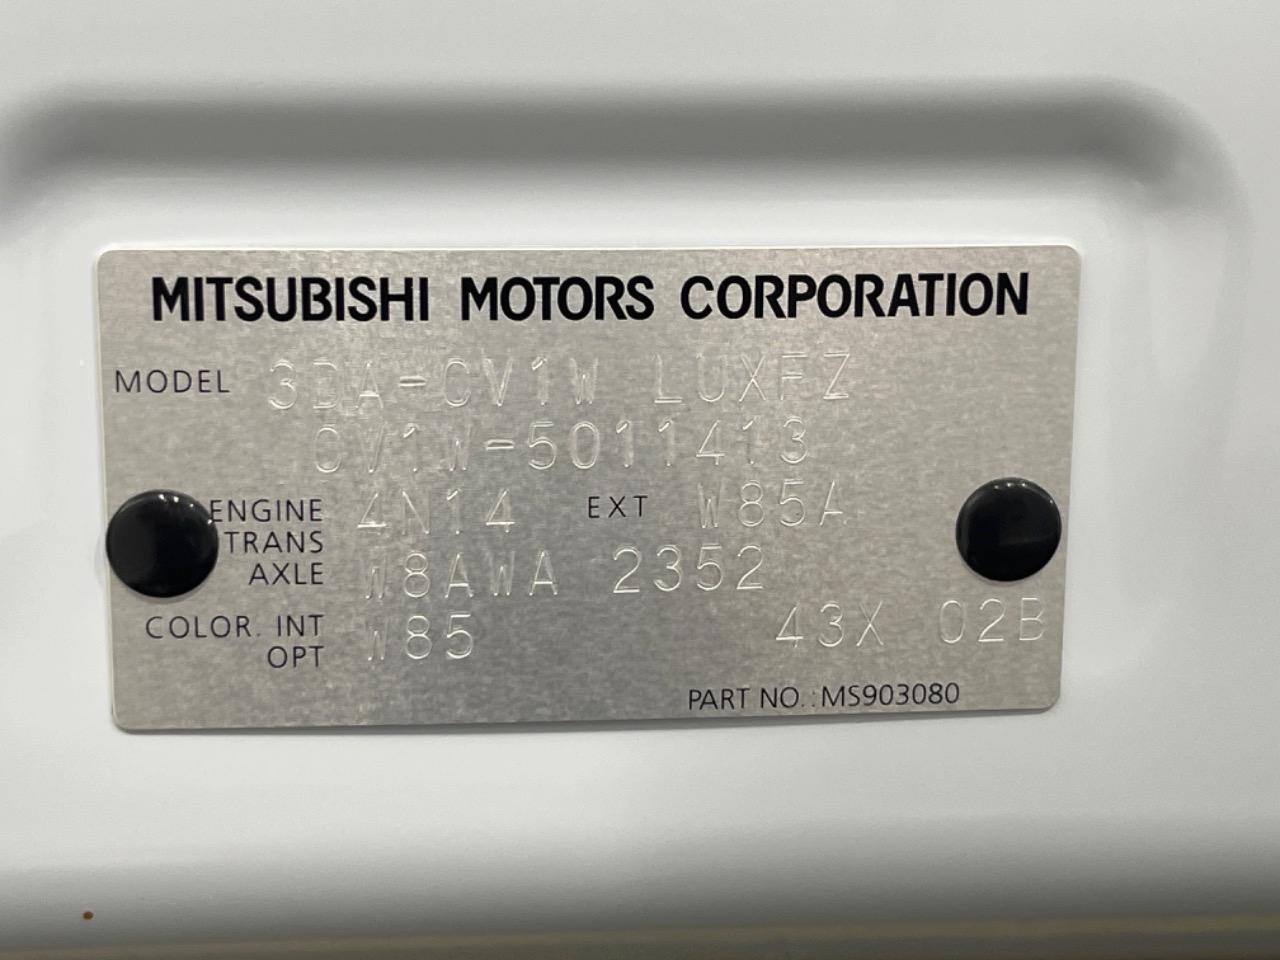 MITSUBISHI MOTORS CORPORATION
MODEL 3DA-CV1W LUXFZ
CV1W-5011413
ENGINE 4N14 EXT W85A
TRANS
AXLE W8AWA 2352
COLOR. INT W85 43X 02B
OPT
PART NO.:MS903080